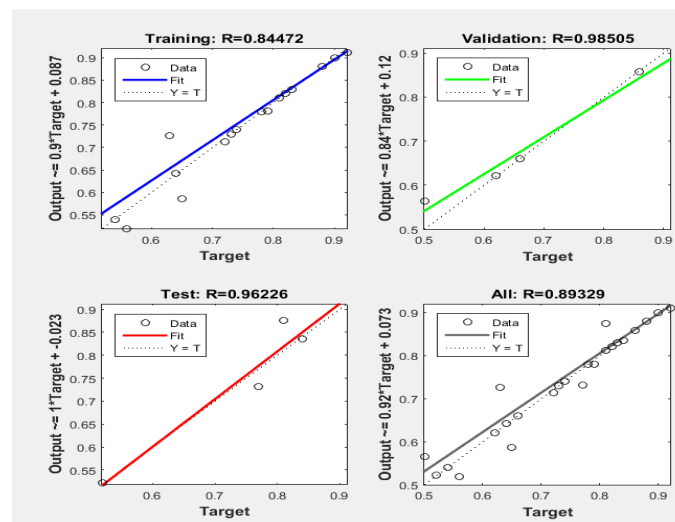 Training: R=0.84472
Output ~= 0.9*Target + 0.087
0.9
0.85
0.8
0.75
0.7
0.65
0.6
0.55
Data
Fit
Y = T
0.6 0.7 0.8 0.9
Target
Validation: R=0.98505
Output ~= 0.84*Target + 0.12
0.9
0.8
0.7
0.6
0.5
Data
Fit
Y = T
0.5 0.6 0.7 0.8 0.9
Target
Test: R=0.96226
Output ~= 1*Target + -0.023
0.9
0.85
0.8
0.75
0.7
0.65
0.6
0.55
Data
Fit
Y = T
0.6 0.7 0.8 0.9
Target
All: R=0.89329
Output ~= 0.92*Target + 0.073
0.9
0.8
0.7
0.6
0.5
Data
Fit
Y = T
0.5 0.6 0.7 0.8 0.9
Target